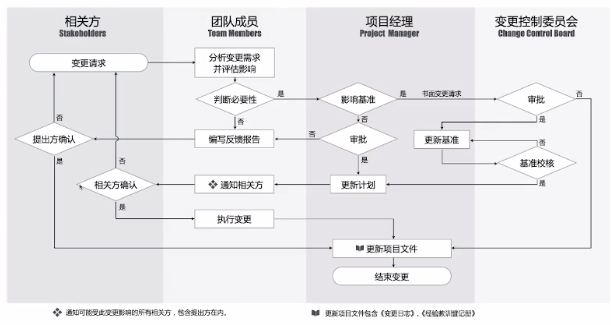 相关方
Stakeholders
团队成员
Team Members
项目经理
Project Manager
变更控制委员会
Change Control Board
变更请求
分析变更需求
并评估影响
判断必要性
是
影响基准
是
书面变更请求
审批
否
否
否
是
提出方确认
否
编写反馈报告
否
审批
更新基准
否
是
否
是
基准校核
相关方确认
通知相关方
更新计划
是
是
执行变更
更新项目文件
结束变更
通知可能受此变更影响的所有相关方，包含提出方在内。
更新项目文件包含《变更日志》，《经验教训登记册》